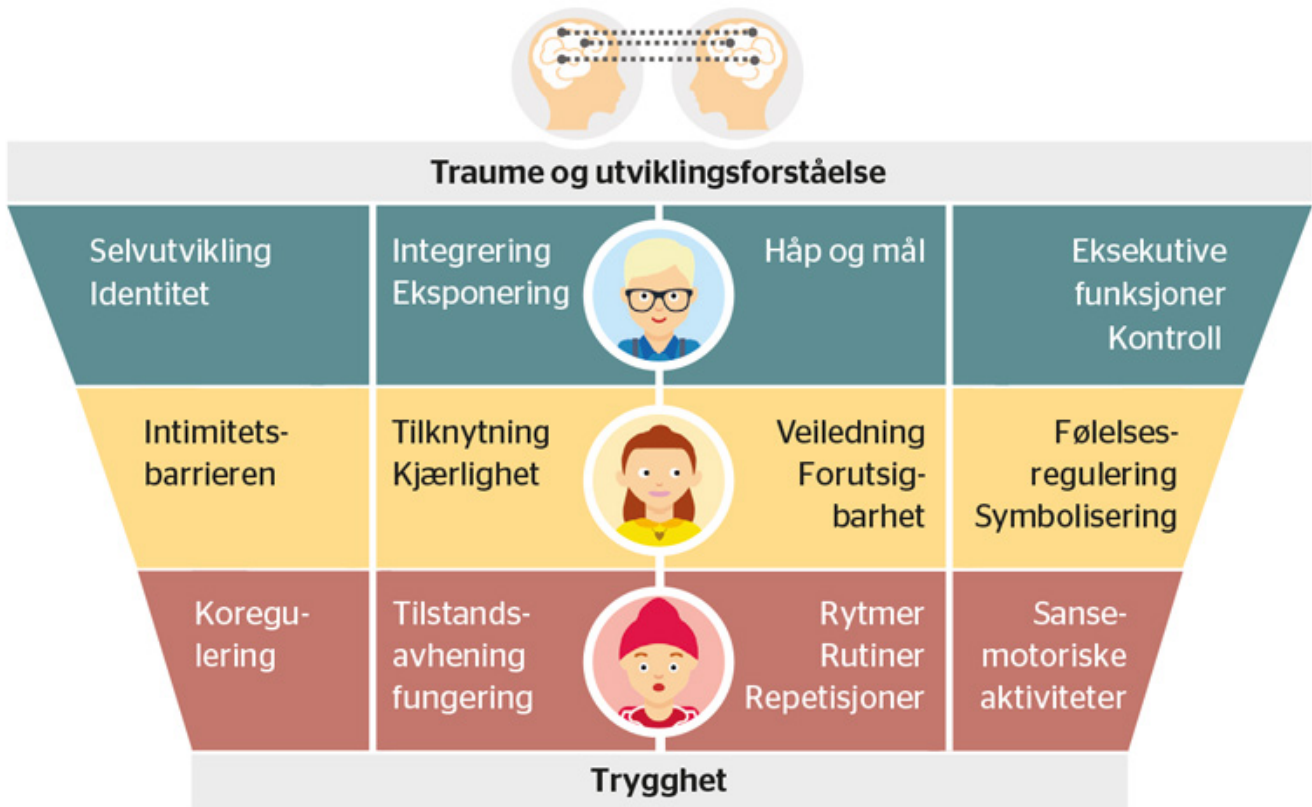 Traume og utviklingsforståelse
Selvutvikling
Identitet
Integrering
Eksponering
Håp og mål
Eksekutive
funksjoner
Kontroll
Intimitets-
barrieren
Tilknytning
Kjærlighet
Veiledning
Forutsig-
barhet
Følelses-
regulering
Symbolisering
Koregu-
lering
Tilstands-
avhening
fungering
Rytmer
Rutiner
Repetisjoner
Sanse-
motoriske
aktiviteter
Trygghet